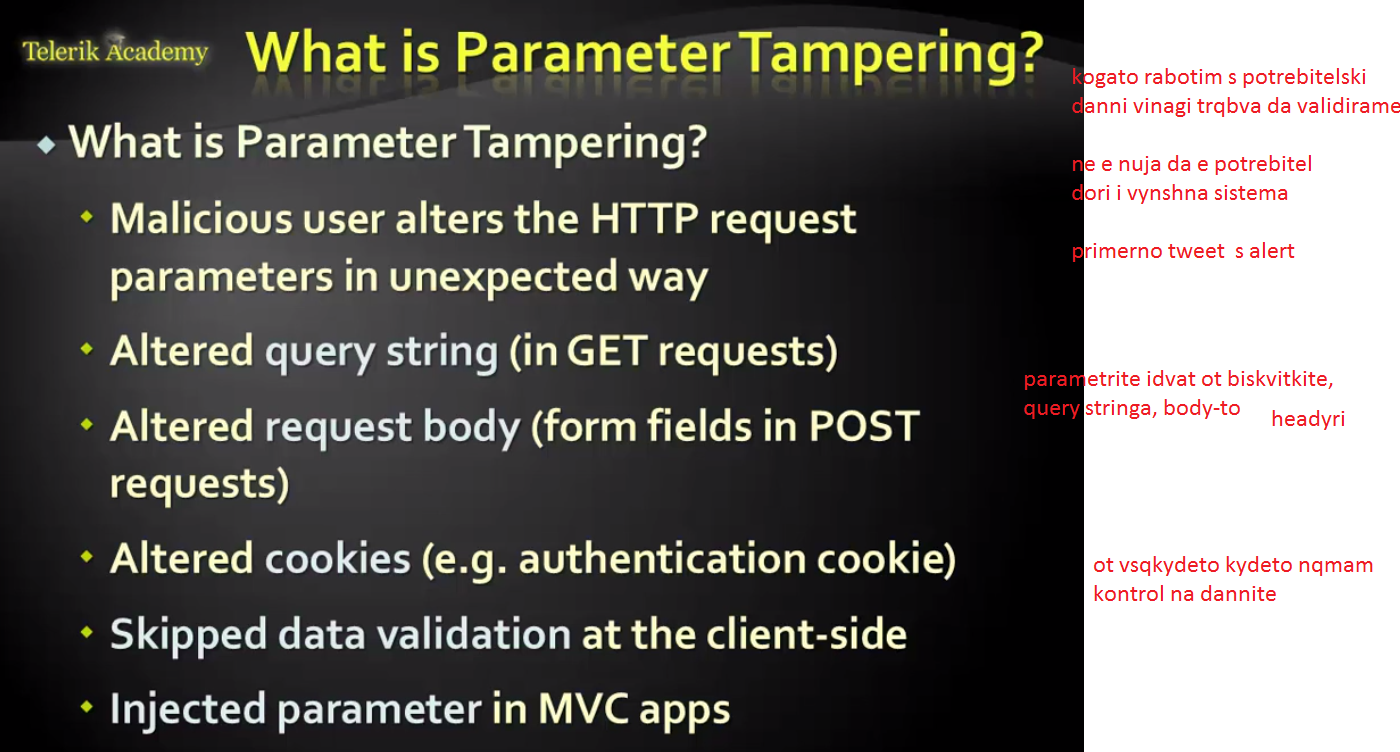 Telerik Academy
What is Parameter Tampering?
What is Parameter Tampering?
Malicious user alters the HTTP request
parameters in unexpected way
Altered query string (in GET requests)
Altered request body (form fields in POST
requests)
Altered cookies (e.g. authentication cookie)
Skipped data validation at the client-side
Injected parameter in MVC apps
kogato rabotim s potrebitelski
danni vinagi trqbva da validirame
ne e nuja da e potrebitel
dori i vynshna sistema
primerno tweet s alert
parametrite idvat ot biskvitkite,
query stringa, body-to
headyri
ot vsqkydeto kydeto nqmam
kontrol na dannite